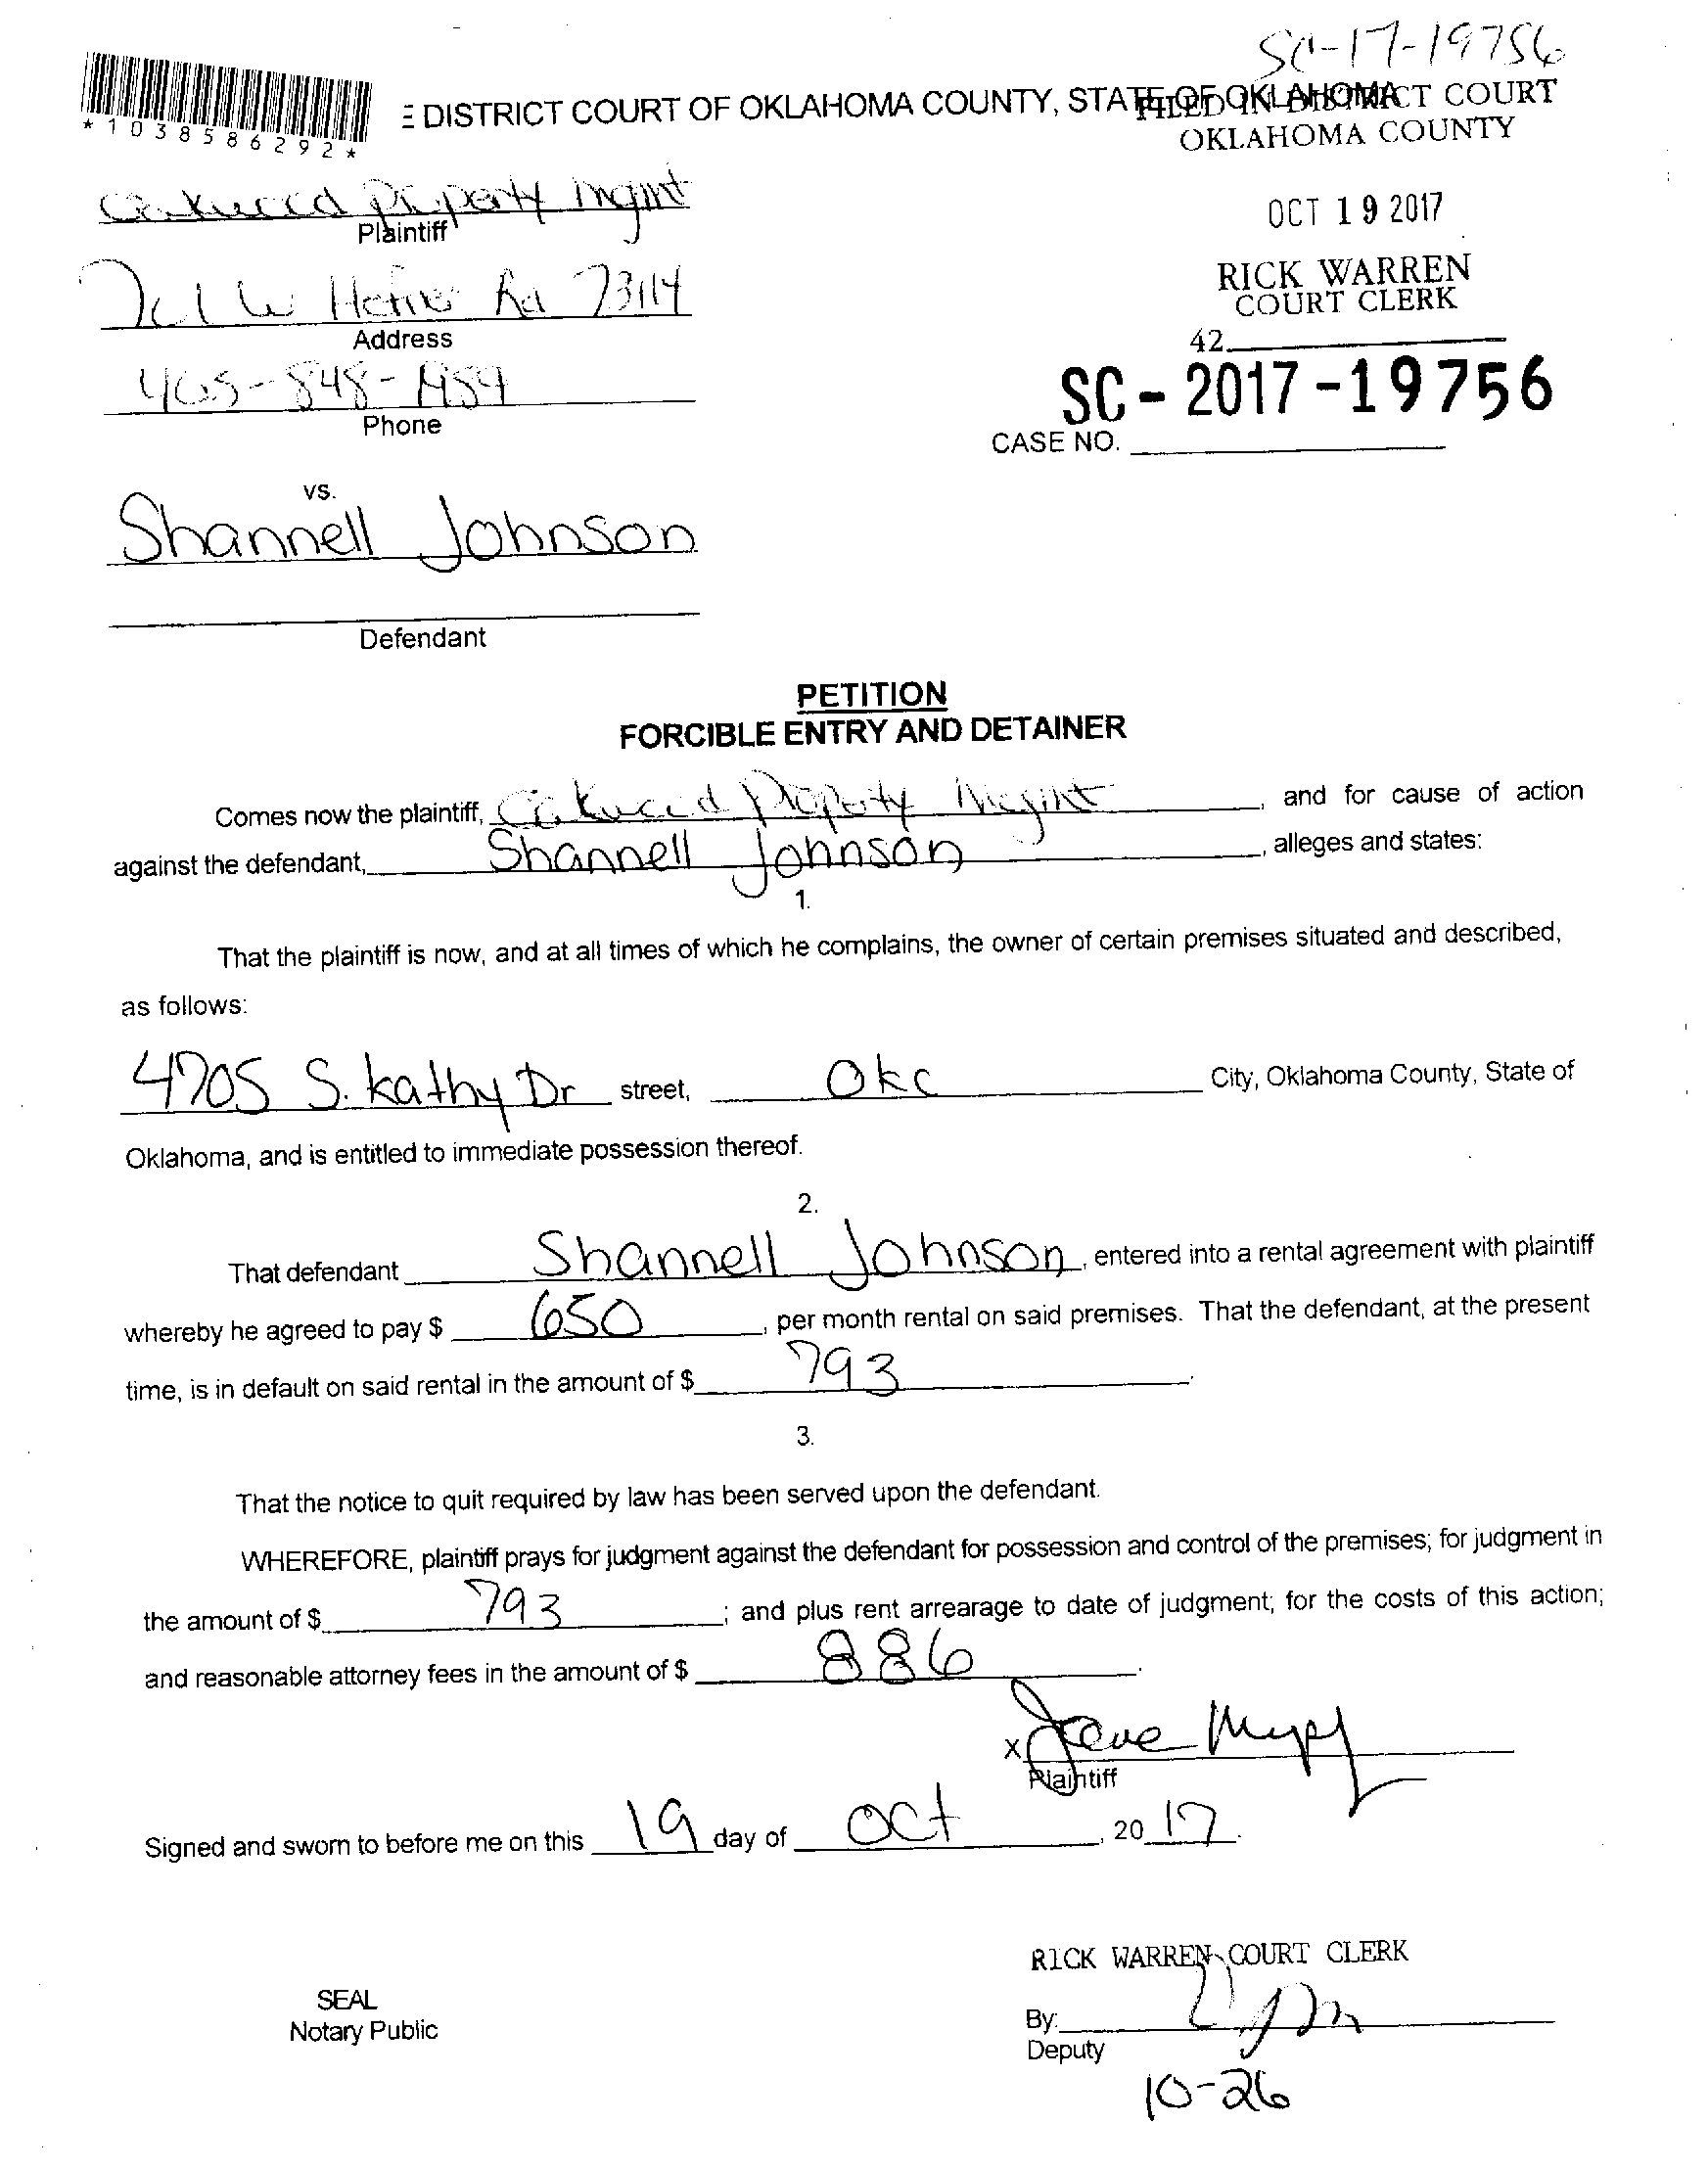 SC-17-19756
*1038586292*
E DISTRICT COURT OF OKLAHOMA COUNTY, STATE OF OKLAHOMA
FILED IN DISTRICT COURT
OKLAHOMA COUNTY
Oakwood Property Mgmt
Plaintiff
OCT 19 2017
RICK WARREN
COURT CLERK
W Hefner Rd 73114
Address
42
405-848-
Phone
SC - 2017 - 19756
CASE NO.
vs.
Shannell Johnson
Defendant
PETITION
FORCIBLE ENTRY AND DETAINER
Comes now the plaintiff, Oakwood Property Mgmt, and for cause of action
against the defendant, Shannell Johnson, alleges and states:
1.
That the plaintiff is now, and at all times of which he complains, the owner of certain premises situated and described,
as follows:
4705 S. Kathy Dr street, Okc City, Oklahoma County, State of
Oklahoma, and is entitled to immediate possession thereof.
2.
That defendant Shannell Johnson, entered into a rental agreement with plaintiff
whereby he agreed to pay $ 650, per month rental on said premises. That the defendant, at the present
time, is in default on said rental in the amount of $ 793.
3.
That the notice to quit required by law has been served upon the defendant.
WHEREFORE, plaintiff prays for judgment against the defendant for possession and control of the premises; for judgment in
the amount of $ 793; and plus rent arrearage to date of judgment; for the costs of this action;
and reasonable attorney fees in the amount of $ 886.
x
Plaintiff
Signed and sworn to before me on this 19 day of Oct, 20 17.
RICK WARREN COURT CLERK
SEAL
Notary Public
By:
Deputy
10-26